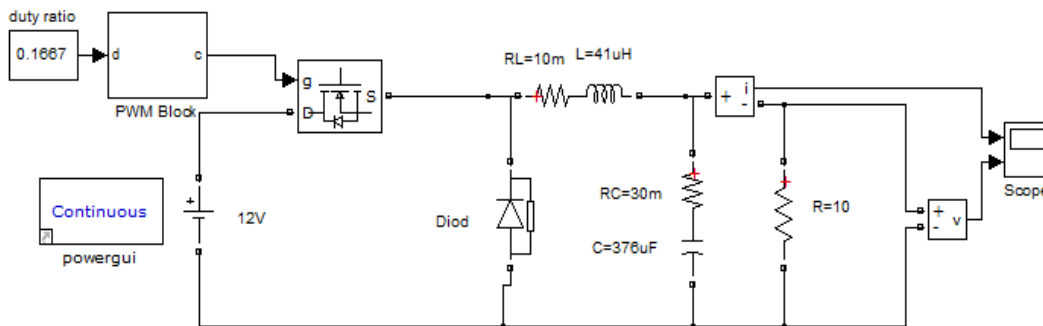 duty ratio
0.1667
d
c
PWM Block
g
D
S
RL=10m
L=41uH
+
i
-
Scope
Continuous
powergui
+
12V
Diod
RC=30m
C=376uF
R=10
+
-
v